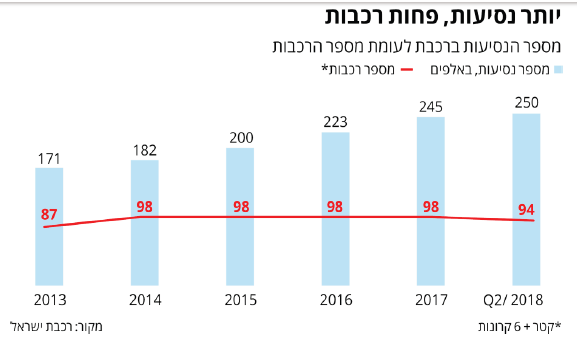 יותר נסיעות, פחות רכבות
מספר הנסיעות ברכבת לעומת מספר הרכבות
מספר נסיעות, באלפים מספר רכבות*
171 182 200 223 245 250
87 98 98 98 98 94
2013 2014 2015 2016 2017 Q2/ 2018
*קטר + 6 קרונות
מקור: רכבת ישראל